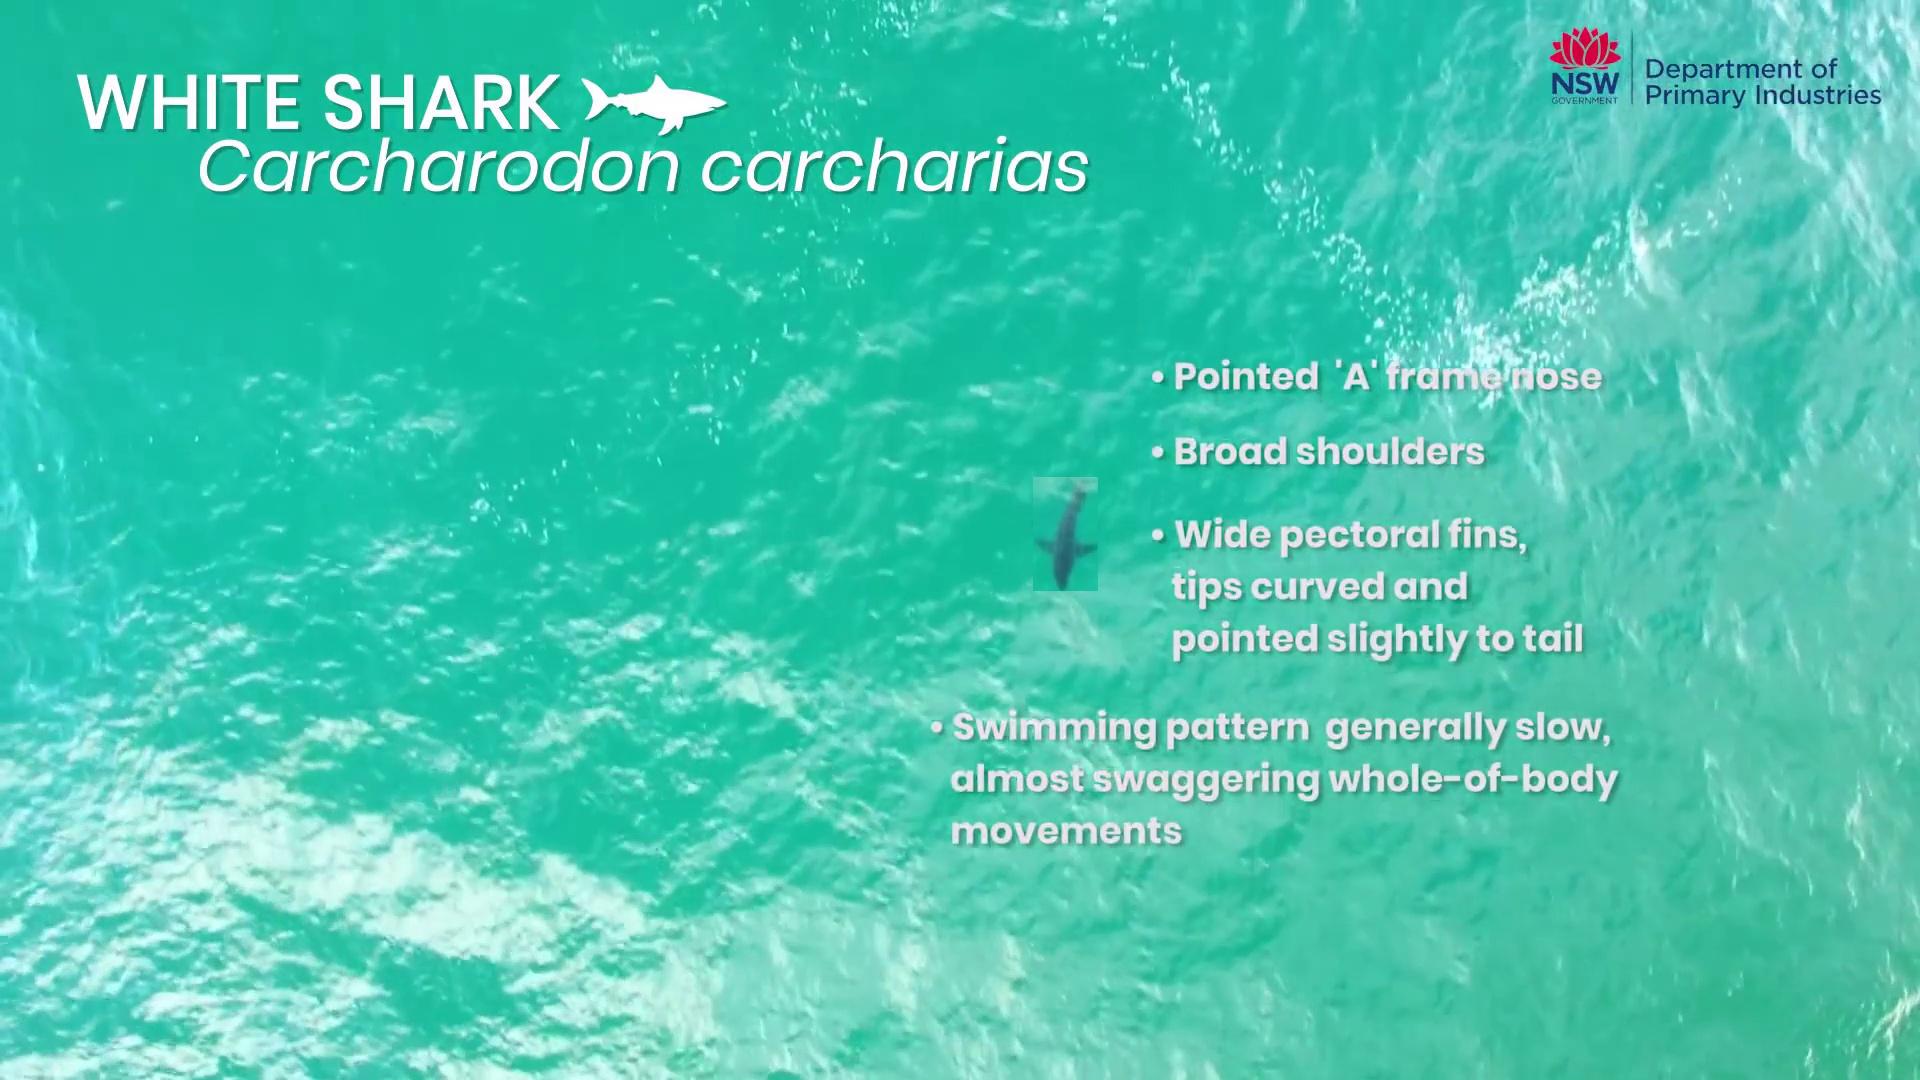 WHITE SHARK
Carcharodon carcharias
NSW
GOVERNMENT
Department of
Primary Industries
• Pointed 'A' frame nose
• Broad shoulders
• Wide pectoral fins,
tips curved and
pointed slightly to tail
• Swimming pattern generally slow,
almost swaggering whole-of-body
movements